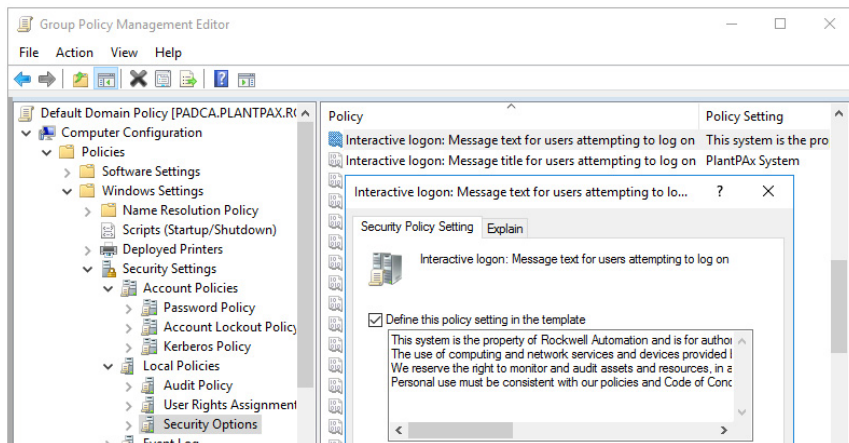 Group Policy Management Editor
File Action View Help
Default Domain Policy [PADCA.PLANTPAX.R
Computer Configuration
Policies
Software Settings
Windows Settings
Name Resolution Policy
Scripts (Startup/Shutdown)
Deployed Printers
Security Settings
Account Policies
Password Policy
Account Lockout Policy
Kerberos Policy
Local Policies
Audit Policy
User Rights Assignment
Security Options
Event Log
Policy Policy Setting
Interactive logon: Message text for users attempting to log on This system is the pro
Interactive logon: Message title for users attempting to log on PlantPAx System
Interactive logon: Message text for users attempting to lo... ?
Security Policy Setting Explain
Interactive logon: Message text for users attempting to log on
Define this policy setting in the template
This system is the property of Rockwell Automation and is for author
The use of computing and network services and devices provided
We reserve the right to monitor and audit assets and resources, in a
Personal use must be consistent with our policies and Code of Conc